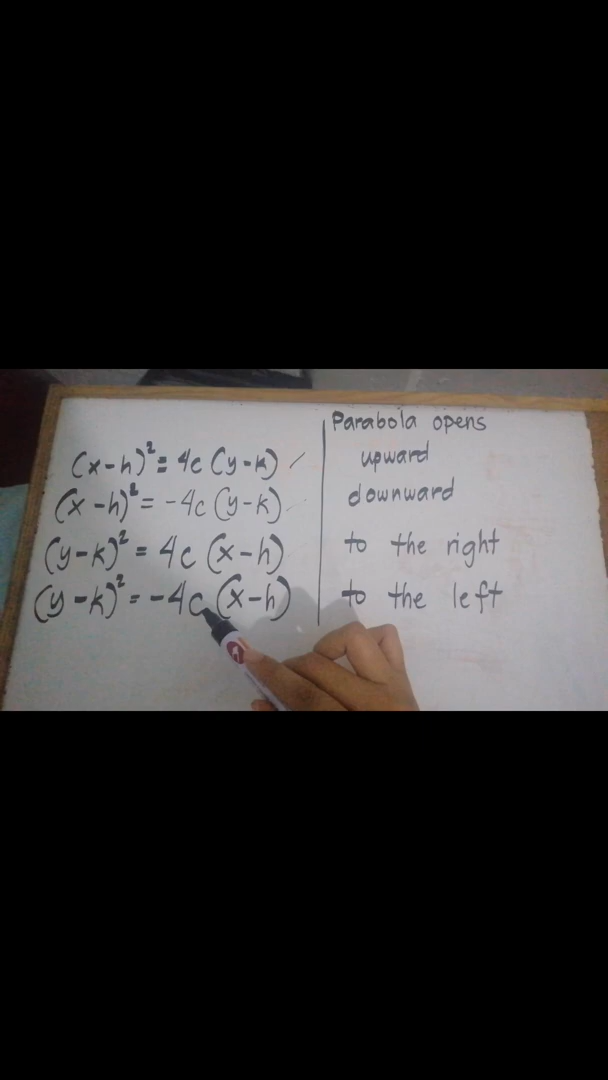 Parabola opens
(x-h)² = 4c (y-k) upward
(x-h)² = -4c (y-k) downward
(y-k)² = 4c (x-h) to the right
(y-k)² = -4c (x-h) to the left